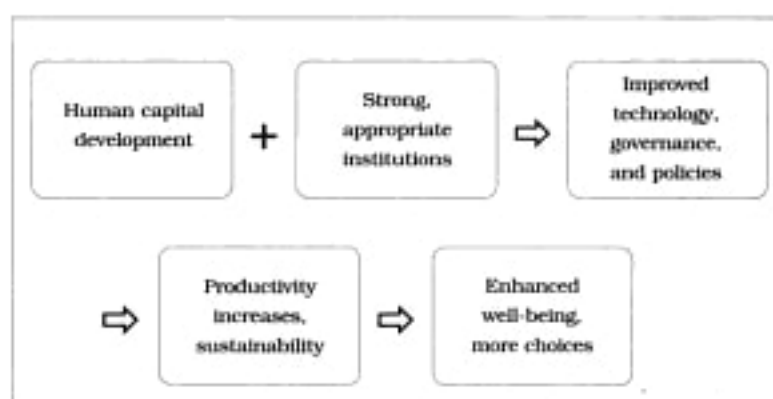 Human capital
development
+
Strong,
appropriate
institutions
Improved
technology,
governance,
and policies
Productivity
increases,
sustainability
Enhanced
well-being,
more choices